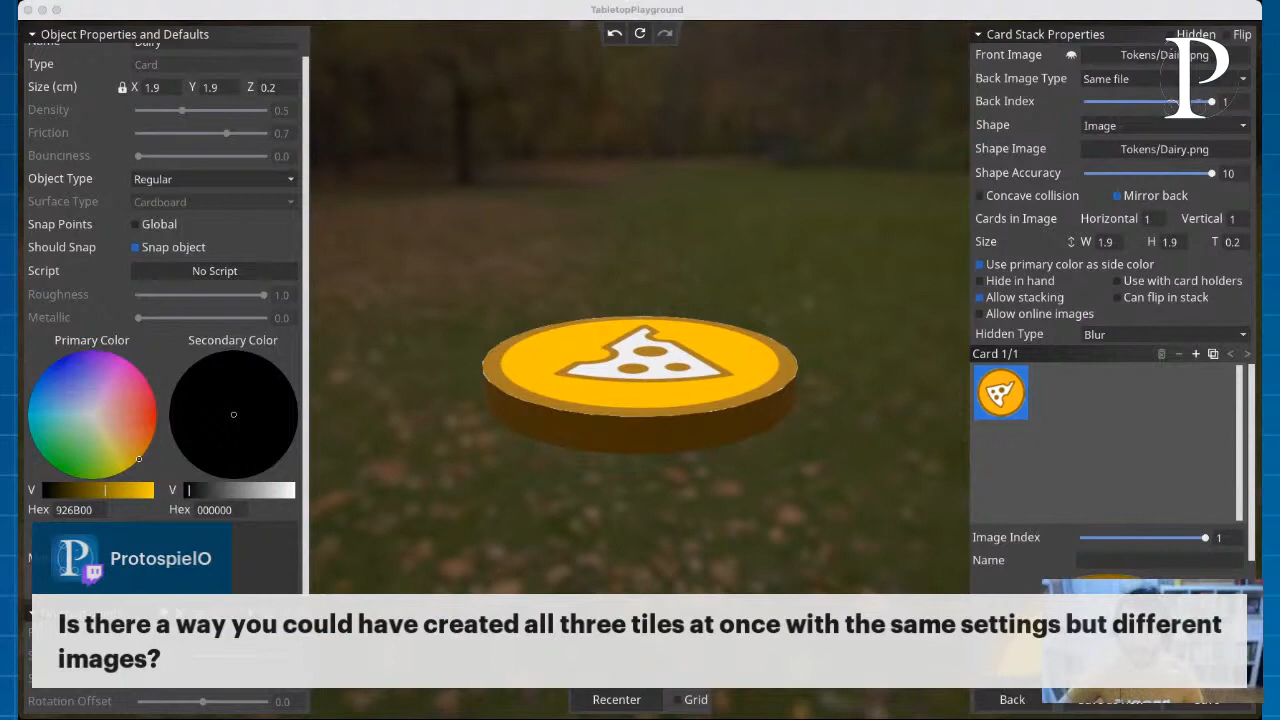 TabletopPlayground
Object Properties and Defaults
Name
Dairy
Type
Card
Size (cm)
X 1.9
Y 1.9
Z 0.2
Density
0.5
Friction
0.7
Bounciness
0.0
Object Type
Regular
Surface Type
Cardboard
Snap Points
Global
Should Snap
Snap object
Script
No Script
Roughness
1.0
Metallic
0.0
Primary Color
Secondary Color
V
V
Hex 926B00
Hex 000000
ProtospielO
Is there a way you could have created all three tiles at once with the same settings but different
images?
Rotation Offset
0.0
Recenter
Grid
Card Stack Properties
Hidden
Flip
Front Image
Tokens/Dairy.png
Back Image Type
Same file
Back Index
1
Shape
Image
Shape Image
Tokens/Dairy.png
Shape Accuracy
10
Concave collision
Mirror back
Cards in Image
Horizontal 1
Vertical 1
Size
W 1.9
H 1.9
T 0.2
Use primary color as side color
Hide in hand
Use with card holders
Allow stacking
Can flip in stack
Allow online images
Hidden Type
Blur
Card 1/1
Image Index
1
Name
Back
P